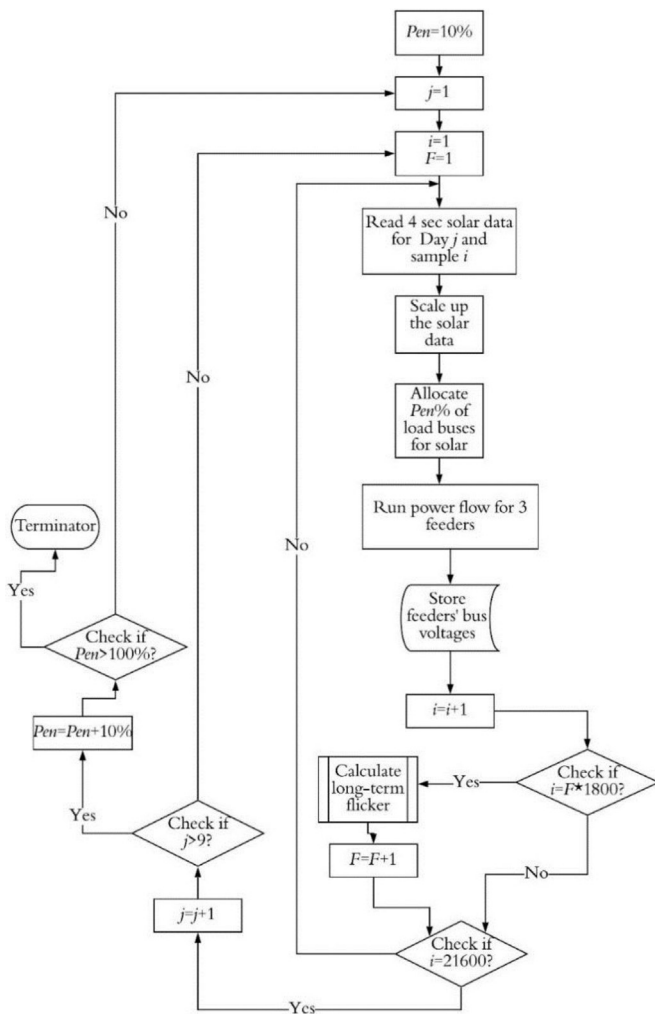 Pen=10%
j=1
i=1
F=1
Read 4 sec solar data
for Day j and
sample i
Scale up
the solar
data
Allocate
Pen% of
load buses
for solar
Run power flow for 3
feeders
Store
feeders' bus
voltages
i=i+1
Check if
i=F*1800?
Yes
Calculate
long-term
flicker
F=F+1
No
Check if
i=21600?
No
Yes
j=j+1
Check if
j>9?
No
Yes
Pen=Pen+10%
Check if
Pen>100%?
No
Yes
Terminator